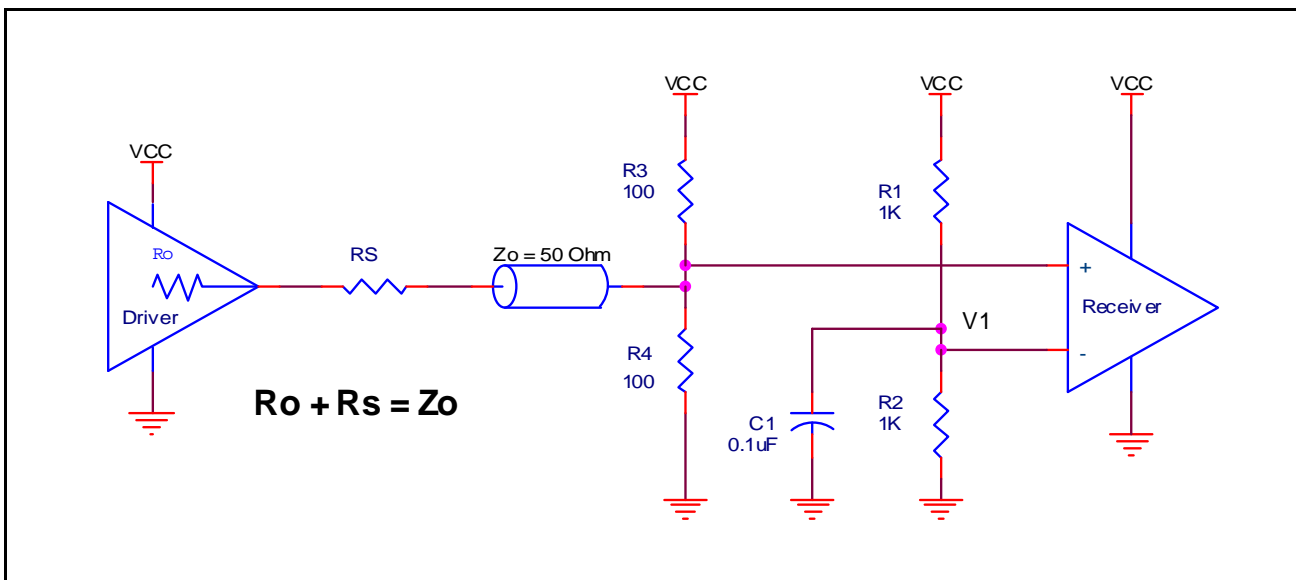 VCC
VCC
VCC
VCC
R3
100
R1
1K
Ro
RS
Zo = 50 Ohm
+
Driver
Receiver
V1
R4
100
-
Ro + Rs = Zo
C1
0.1uF
R2
1K